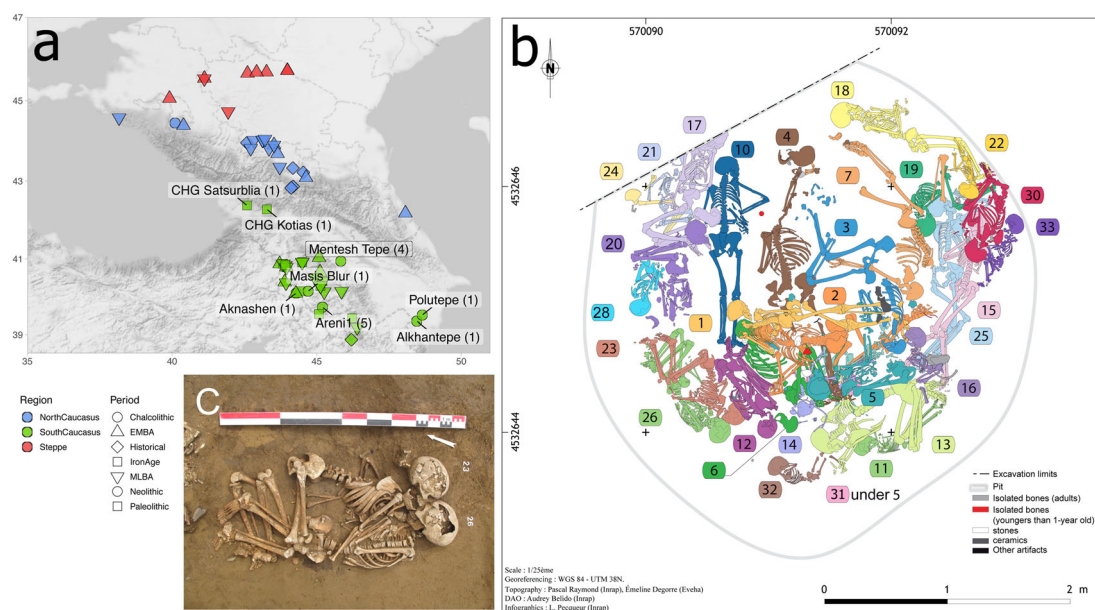 a
47
45
43
41
39
35
40
45
50
CHG Satsurblia (1)
CHG Kotias (1)
Mentesh Tepe (4)
Masis Blur (1)
Aknashen (1)
Areni1 (5)
Polutepe (1)
Alkhantepe (1)
Region
NorthCaucasus
SouthCaucasus
Steppe
Period
Chalcolithic
EMBA
Historical
IronAge
MLBA
Neolithic
Paleolithic
C
23
26
b
N
570090
570092
4532646
4532644
18
17
10
4
22
21
7
19
24
30
3
33
20
28
2
15
1
25
23
5
16
26
12
14
13
6
11
32
31 under 5
Excavation limits
Pit
Isolated bones (adults)
Isolated bones
(youngers than 1-year old)
stones
ceramics
Other artifacts
Scale : 1/25ème
Georeferencing : WGS 84 - UTM 38N.
Topography : Pascal Raymond (Inrap), Émeline Degorre (Eveha)
DAO : Audrey Belido (Inrap)
Infographics : L. Pecqueur (Inrap)
0
1
2 m